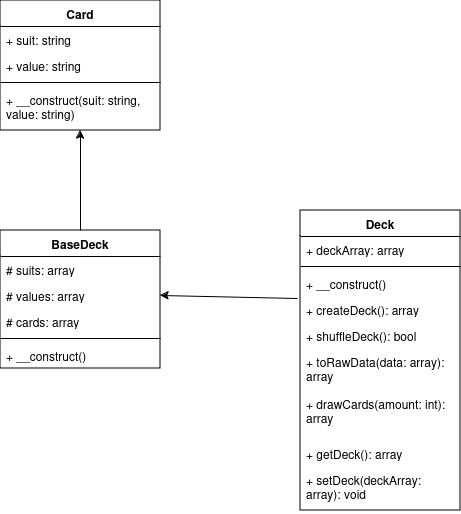 Card
+ suit: string
+ value: string
+ __construct(suit: string,
value: string)
BaseDeck
# suits: array
# values: array
# cards: array
+ __construct()
Deck
+ deckArray: array
+ __construct()
+ createDeck(): array
+ shuffleDeck(): bool
+ toRawData(data: array):
array
+ drawCards(amount: int):
array
+ getDeck(): array
+ setDeck(deckArray:
array): void